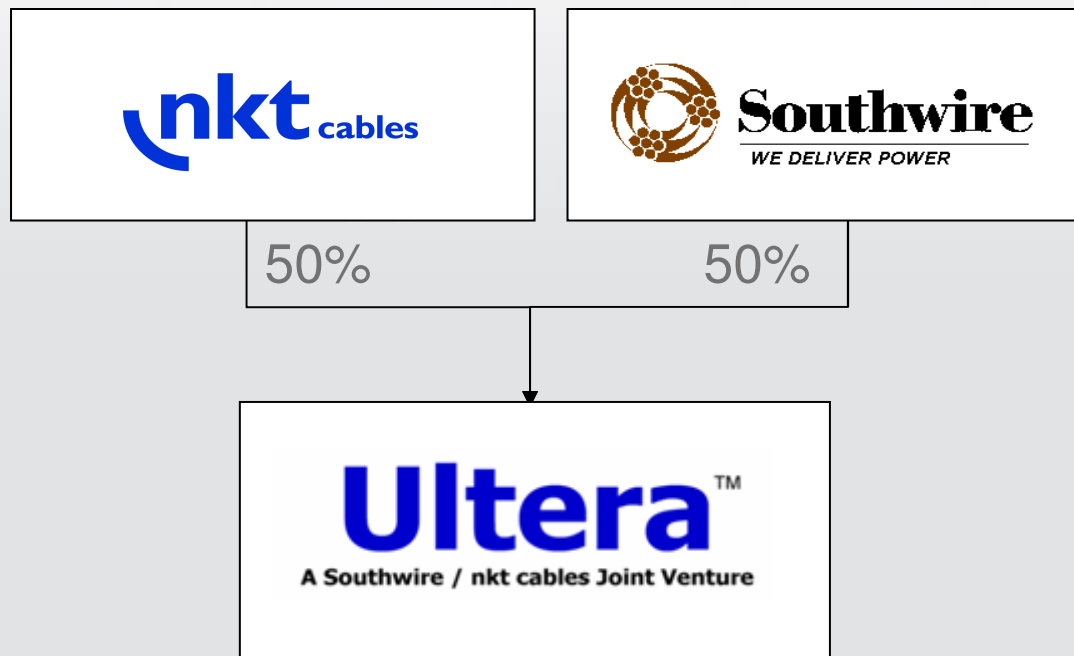 nkt cables
Southwire
WE DELIVER POWER
50%
50%
Ultera™
A Southwire / nkt cables Joint Venture